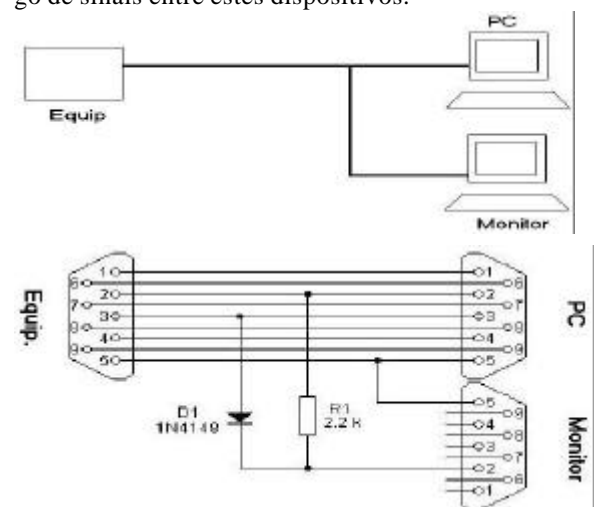 go de sinais entre estes dispositivos.
PC
Equip
Monitor
1 1
6 6
2 2
7 7
3 3
8 8
4 4
9 9
5 5
Equip.
PC
D1
1N4148
R1
2.2 K
5
9
4
8
3
7
2
6
1
Monitor